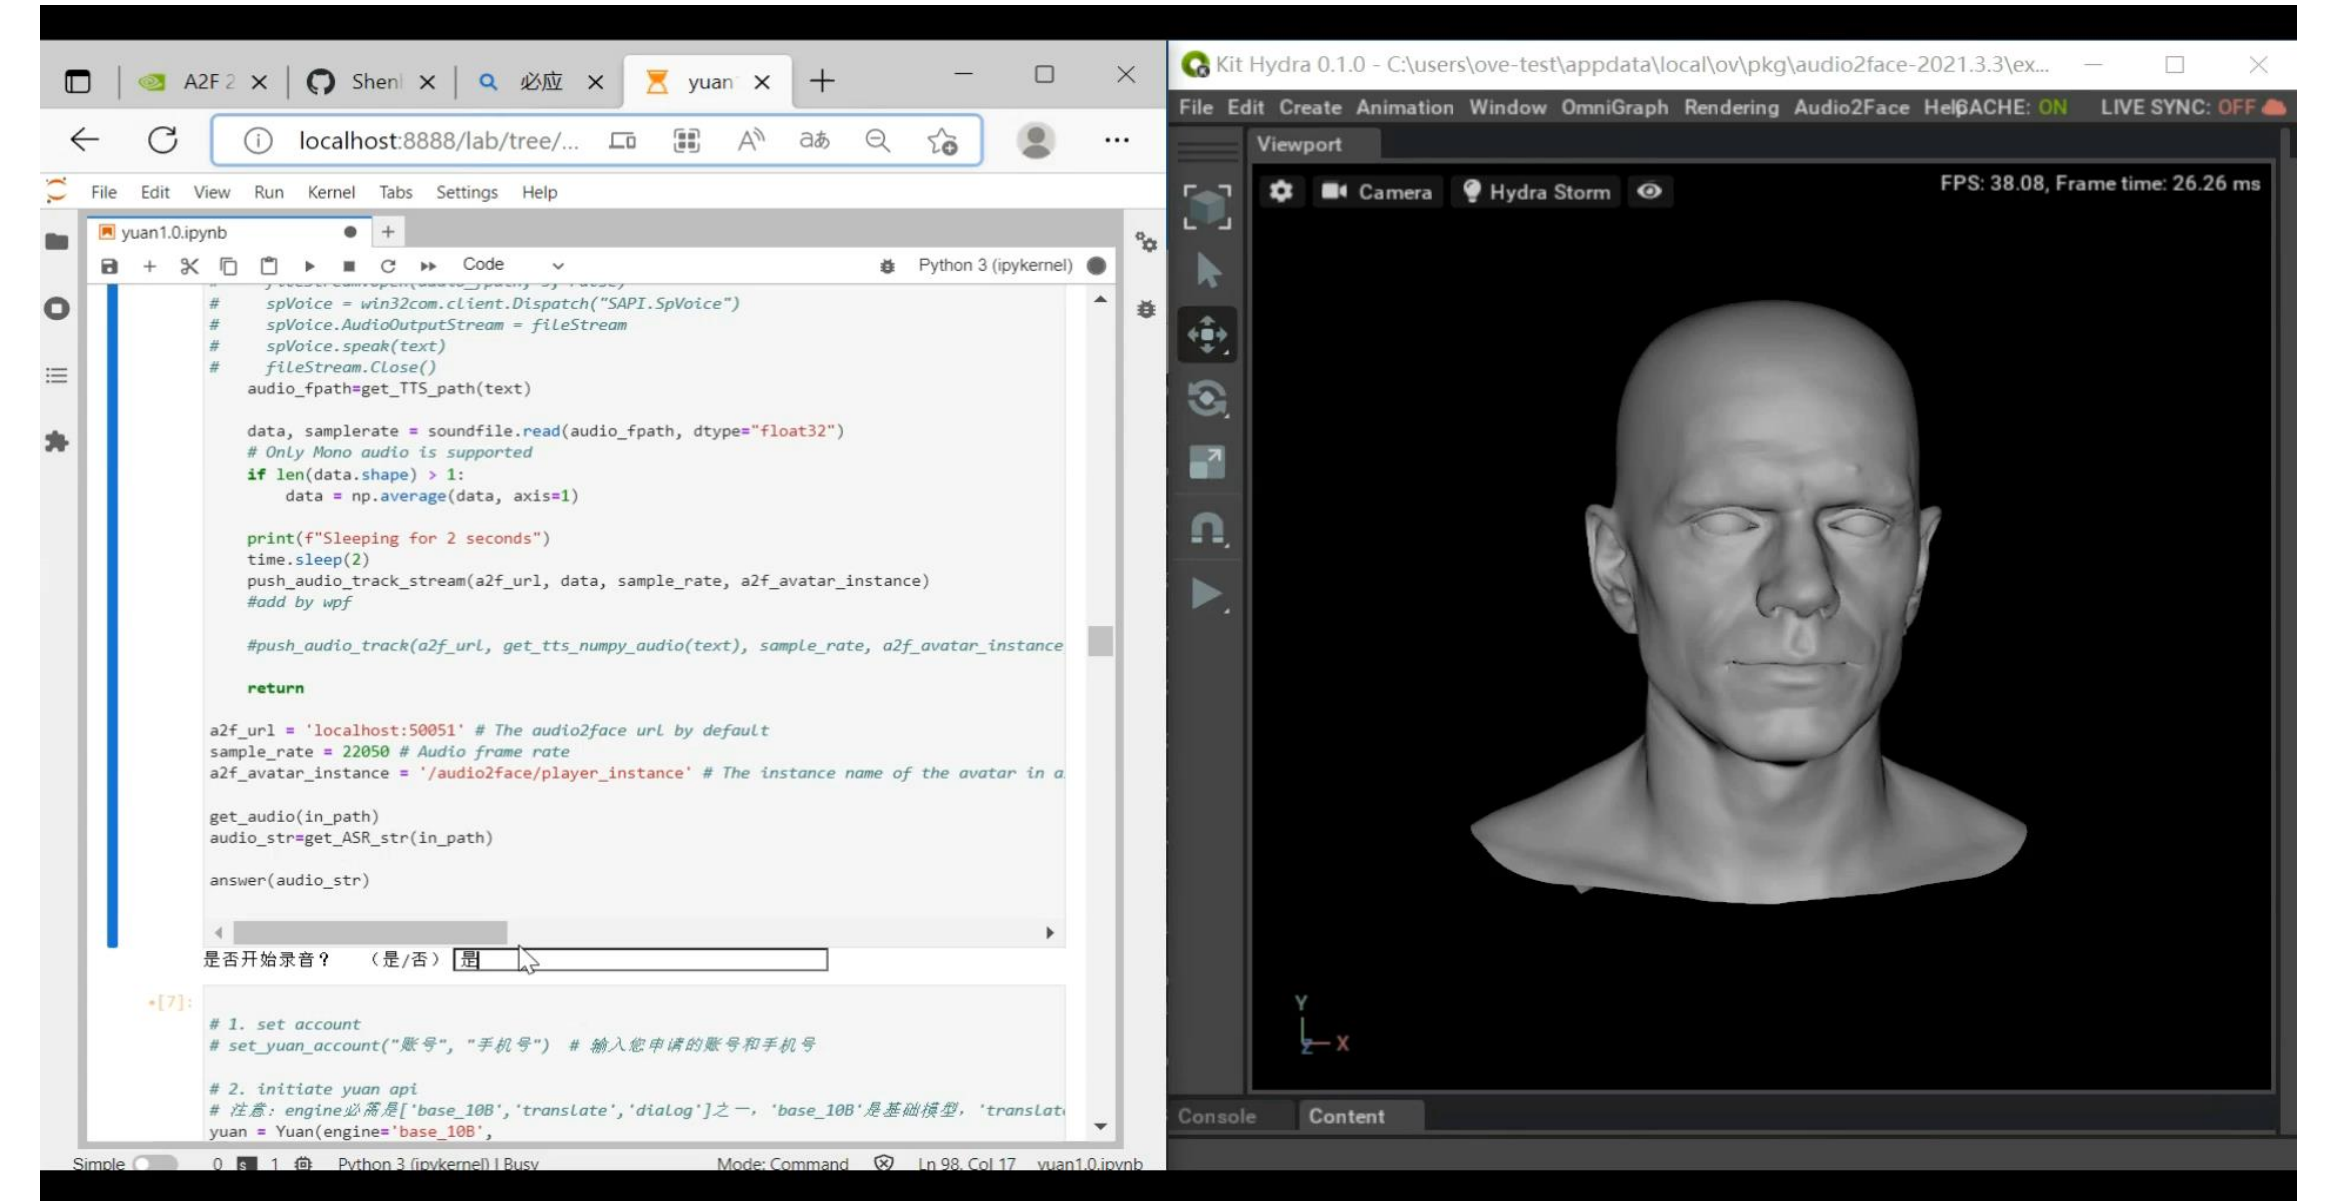 A2F 2
Shen
必应
yuan
localhost:8888/lab/tree/...
File Edit View Run Kernel Tabs Settings Help
yuan1.0.ipynb
Code
Python 3 (ipykernel)
# spVoice = win32com.client.Dispatch("SAPI.SpVoice")
# spVoice.AudioOutputStream = fileStream
# spVoice.speak(text)
# fileStream.Close()
audio_fpath=get_TTS_path(text)
data, samplerate = soundfile.read(audio_fpath, dtype="float32")
# Only Mono audio is supported
if len(data.shape) > 1:
data = np.average(data, axis=1)
print(f"Sleeping for 2 seconds")
time.sleep(2)
push_audio_track_stream(a2f_url, data, sample_rate, a2f_avatar_instance)
#add by wpf
#push_audio_track(a2f_url, get_tts_numpy_audio(text), sample_rate, a2f_avatar_instance
return
a2f_url = 'localhost:50051' # The audio2face url by default
sample_rate = 22050 # Audio frame rate
a2f_avatar_instance = '/audio2face/player_instance' # The instance name of the avatar in a
get_audio(in_path)
audio_str=get_ASR_str(in_path)
answer(audio_str)
是否开始录音？ （是/否） 是
*[7]:
# 1. set account
# set_yuan_account("账号", "手机号") # 输入您申请的账号和手机号
# 2. initiate yuan api
# 注意：engine必需是['base_10B','translate','dialog']之一，'base_10B'是基础模型，'translat
yuan = Yuan(engine='base_10B',
Simple 0 1 Python 3 (ipykernel) | Busy Mode: Command Ln 98, Col 17 yuan1.0.ipynb
Kit Hydra 0.1.0 - C:\users\ove-test\appdata\local\ov\pkg\audio2face-2021.3.3\ex...
File Edit Create Animation Window OmniGraph Rendering Audio2Face Help CACHE: ON LIVE SYNC: OFF
Viewport
Camera Hydra Storm
FPS: 38.08, Frame time: 26.26 ms
Y
Z X
Console Content